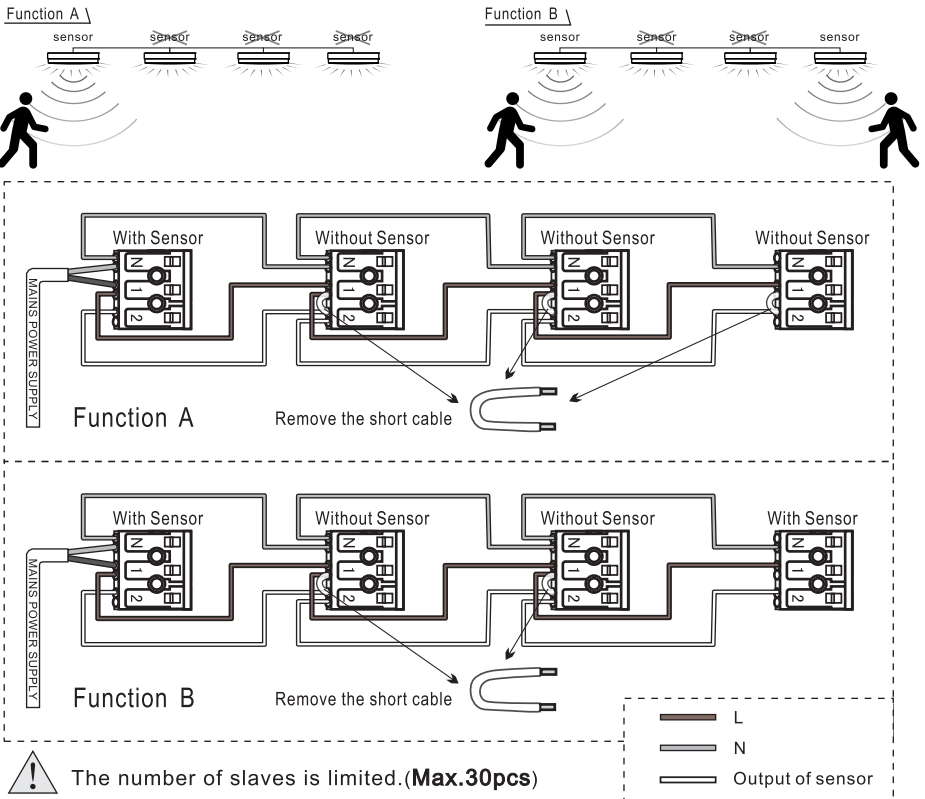 Function A
Function B
sensor sensor sensor sensor
sensor sensor sensor sensor
With Sensor Without Sensor Without Sensor Without Sensor
N 1 2
N 1 2
N 1 2
N 1 2
MAINS POWER SUPPLY
Function A
Remove the short cable
With Sensor Without Sensor Without Sensor With Sensor
N 1 2
N 1 2
N 1 2
N 1 2
MAINS POWER SUPPLY
Function B
Remove the short cable
L
N
Output of sensor
! The number of slaves is limited.(Max.30pcs)